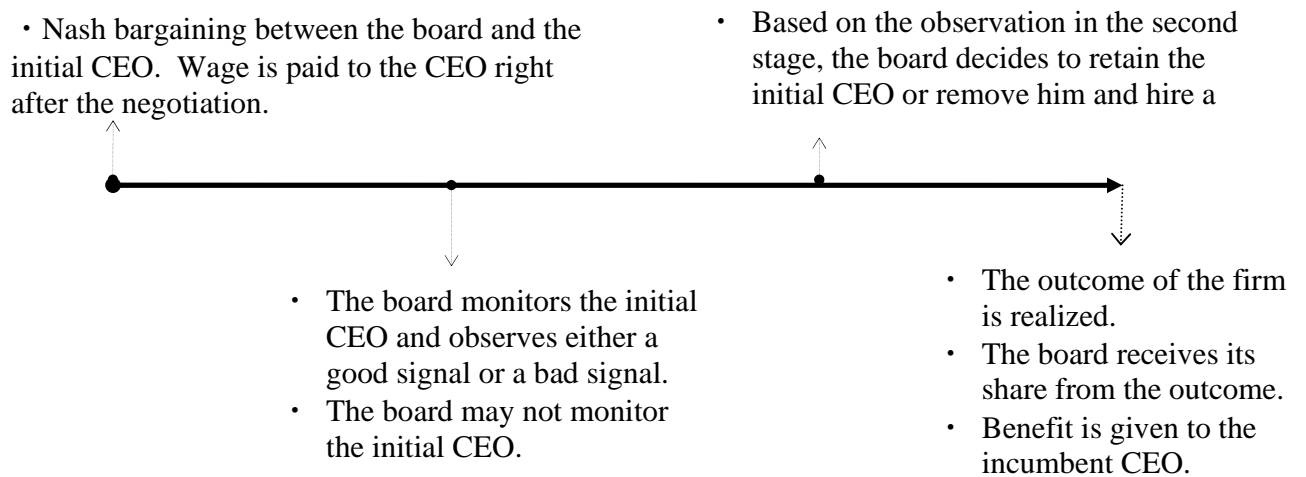 ・Nash bargaining between the board and the
initial CEO. Wage is paid to the CEO right
after the negotiation.
・ Based on the observation in the second
stage, the board decides to retain the
initial CEO or remove him and hire a
・ The board monitors the initial
CEO and observes either a
good signal or a bad signal.
・ The board may not monitor
the initial CEO.
・ The outcome of the firm
is realized.
・ The board receives its
share from the outcome.
・ Benefit is given to the
incumbent CEO.